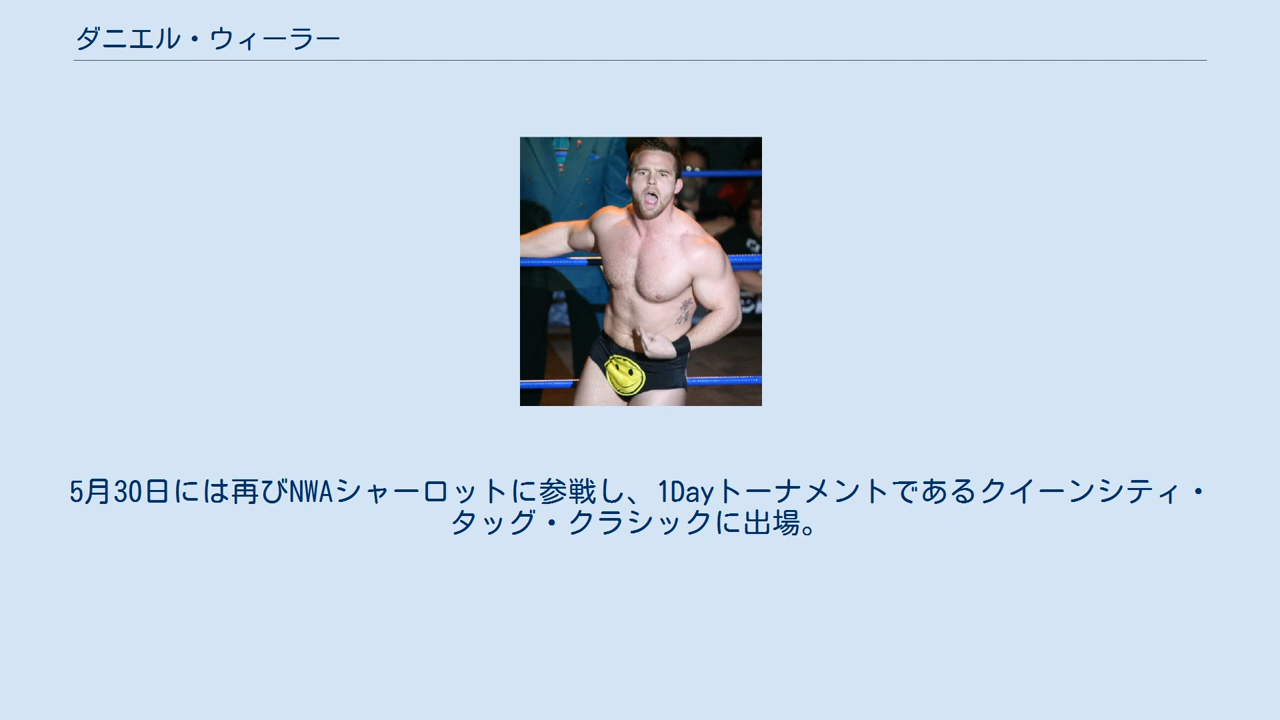 ダニエル・ウィーラー
5月30日には再びNWAシャーロットに参戦し、1Dayトーナメントであるクイーンシティ・
タッグ・クラシックに出場。